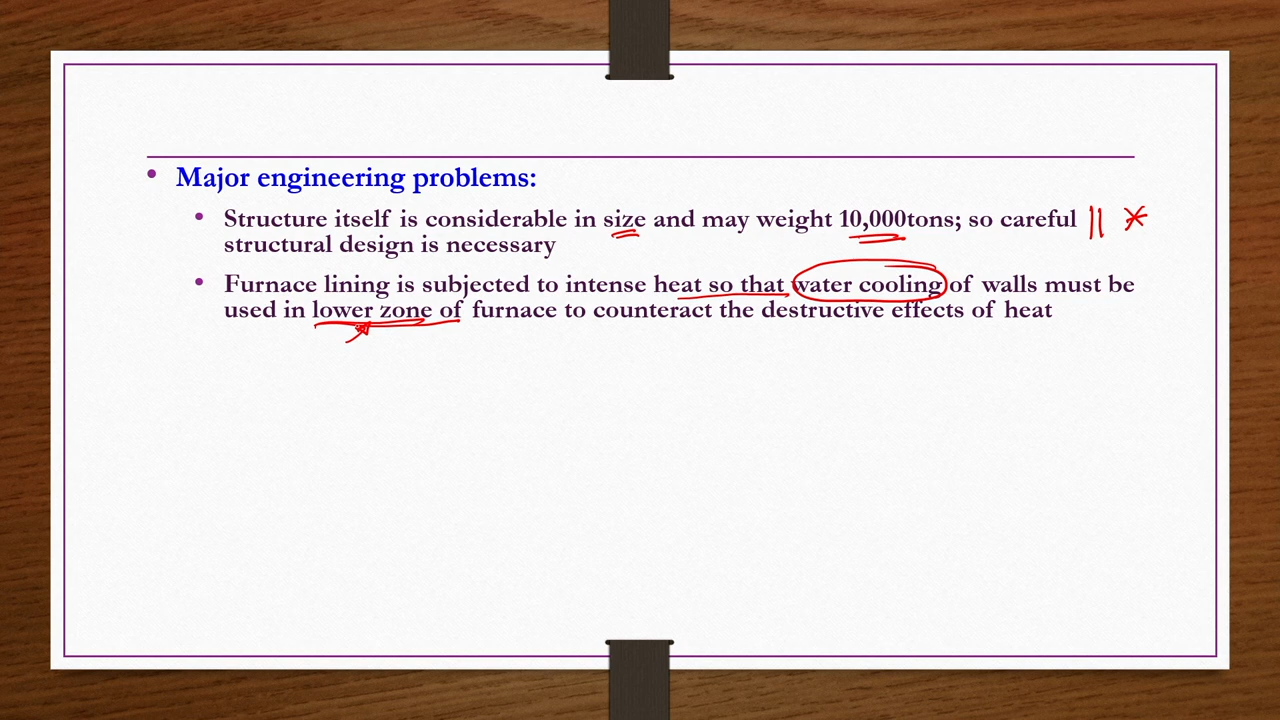 Major engineering problems:
Structure itself is considerable in size and may weight 10,000tons; so careful
structural design is necessary
Furnace lining is subjected to intense heat so that water cooling of walls must be
used in lower zone of furnace to counteract the destructive effects of heat